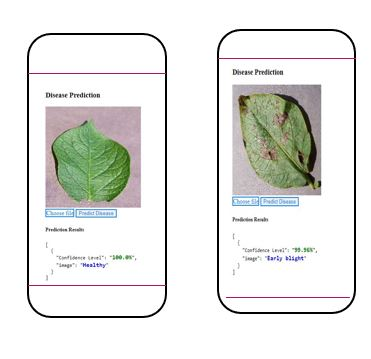 Disease Prediction
Choose file Predict Disease
Prediction Results
[
{
"Confidence Level": "100.0%",
"image": "Healthy"
}
]
Disease Prediction
Choose file Predict Disease
Prediction Results
[
{
"Confidence Level": "99.96%",
"image": "Early blight"
}
]